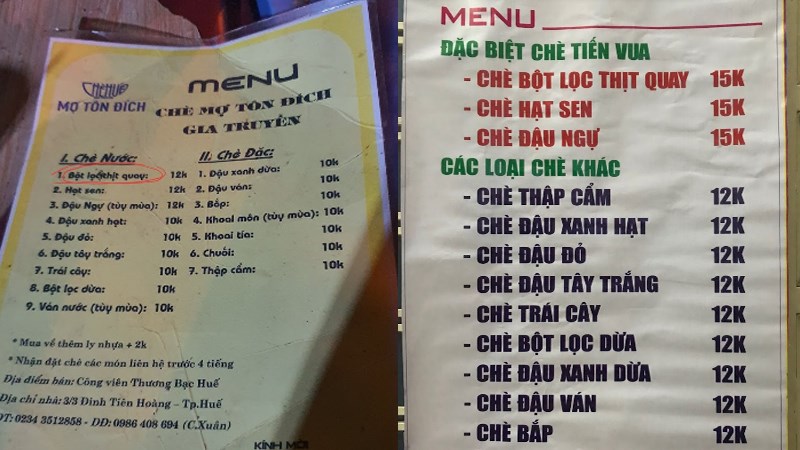 CHÈ HUẾ
MỢ TÔN ĐÍCH
MENU
CHÈ MỢ TÔN ĐÍCH
GIA TRUYỀN
I. Chè Nước:
1. Bột lọc thịt quay: 12k
2. Hạt sen: 12k
3. Đậu Ngự (tùy mùa): 12k
4. Đậu xanh hạt: 10k
5. Đậu đỏ: 10k
6. Đậu tây trắng: 10k
7. Trái cây: 10k
8. Bột lọc dừa: 10k
9. Ván nước (tùy mùa): 10k
II. Chè Đặc:
1. Đậu xanh dừa: 10k
2. Đậu ván: 10k
3. Bắp: 10k
4. Khoai môn (tùy mùa): 10k
5. Khoai tía: 10k
6. Chuối: 10k
7. Thập cẩm: 10k
* Mua về thêm ly nhựa + 2k
* Nhận đặt chè các món liên hệ trước 4 tiếng
Địa điểm bán: Công viên Thương Bạc Huế
Địa chỉ nhà: 3/3 Đinh Tiên Hoàng – Tp.Huế
ĐT: 0234 3512858 - DĐ: 0986 408 694 (C.Xuân)
KÍNH MỜI
MENU
ĐẶC BIỆT CHÈ TIẾN VUA
- CHÈ BỘT LỌC THỊT QUAY 15K
- CHÈ HẠT SEN 15K
- CHÈ ĐẬU NGỰ 15K
CÁC LOẠI CHÈ KHÁC
- CHÈ THẬP CẨM 12K
- CHÈ ĐẬU XANH HẠT 12K
- CHÈ ĐẬU ĐỎ 12K
- CHÈ ĐẬU TÂY TRẮNG 12K
- CHÈ TRÁI CÂY 12K
- CHÈ BỘT LỌC DỪA 12K
- CHÈ ĐẬU XANH DỪA 12K
- CHÈ ĐẬU VÁN 12K
- CHÈ BẮP 12K